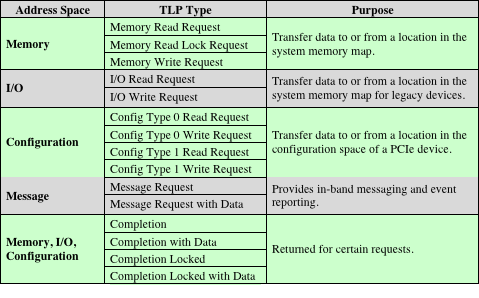 Address Space TLP Type Purpose
Memory
Memory Read Request
Memory Read Lock Request
Memory Write Request
Transfer data to or from a location in the
system memory map.
I/O
I/O Read Request
I/O Write Request
Transfer data to or from a location in the
system memory map for legacy devices.
Configuration
Config Type 0 Read Request
Config Type 0 Write Request
Config Type 1 Read Request
Config Type 1 Write Request
Transfer data to or from a location in the
configuration space of a PCIe device.
Message
Message Request
Message Request with Data
Provides in-band messaging and event
reporting.
Memory, I/O,
Configuration
Completion
Completion with Data
Completion Locked
Completion Locked with Data
Returned for certain requests.